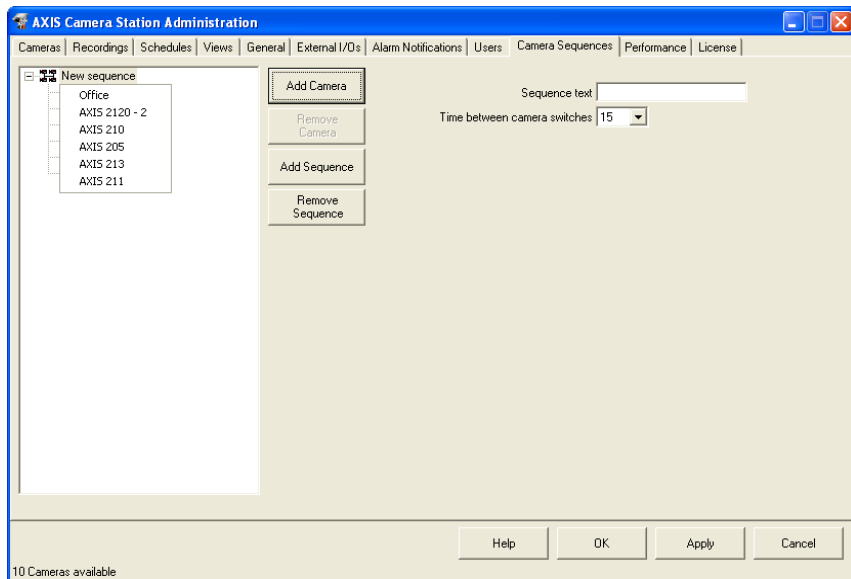 AXIS Camera Station Administration
Cameras Recordings Schedules Views General External I/Os Alarm Notifications Users Camera Sequences Performance License
New sequence
Office
AXIS 2120 - 2
AXIS 210
AXIS 205
AXIS 213
AXIS 211
Add Camera
Remove
Camera
Add Sequence
Remove
Sequence
Sequence text
Time between camera switches 15
Help OK Apply Cancel
10 Cameras available